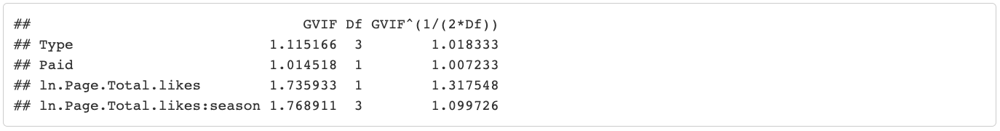 ## GVIF Df GVIF^(1/(2*Df))
## Type 1.115166 3 1.018333
## Paid 1.014518 1 1.007233
## ln.Page.Total.likes 1.735933 1 1.317548
## ln.Page.Total.likes:season 1.768911 3 1.099726